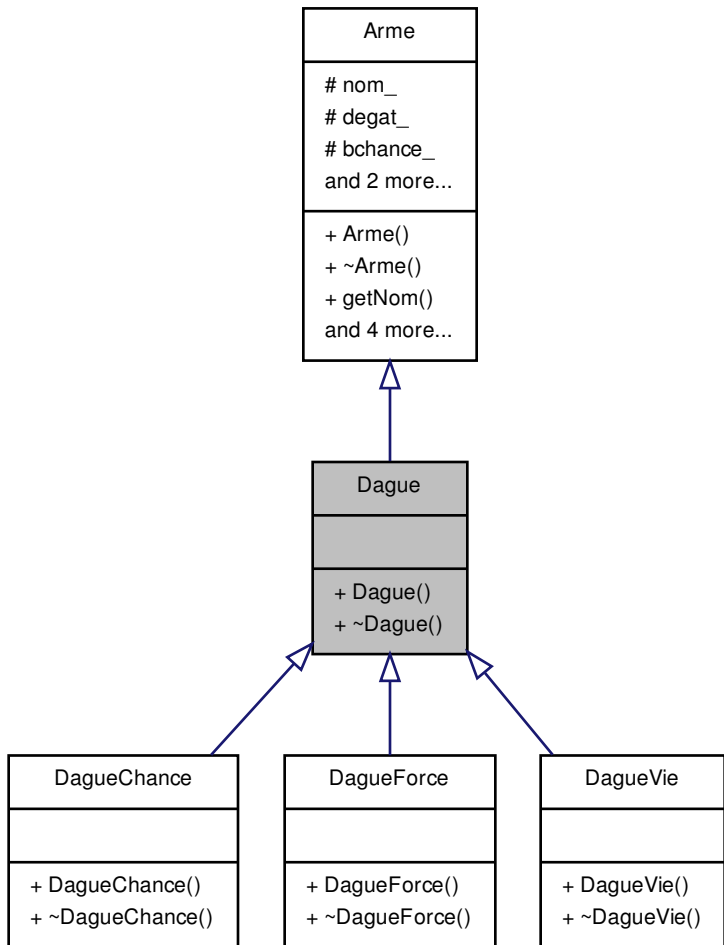 Arme
# nom_
# degat_
# bchance_
and 2 more...
+ Arme()
+ ~Arme()
+ getNom()
and 4 more...
Dague
+ Dague()
+ ~Dague()
DagueChance
+ DagueChance()
+ ~DagueChance()
DagueForce
+ DagueForce()
+ ~DagueForce()
DagueVie
+ DagueVie()
+ ~DagueVie()